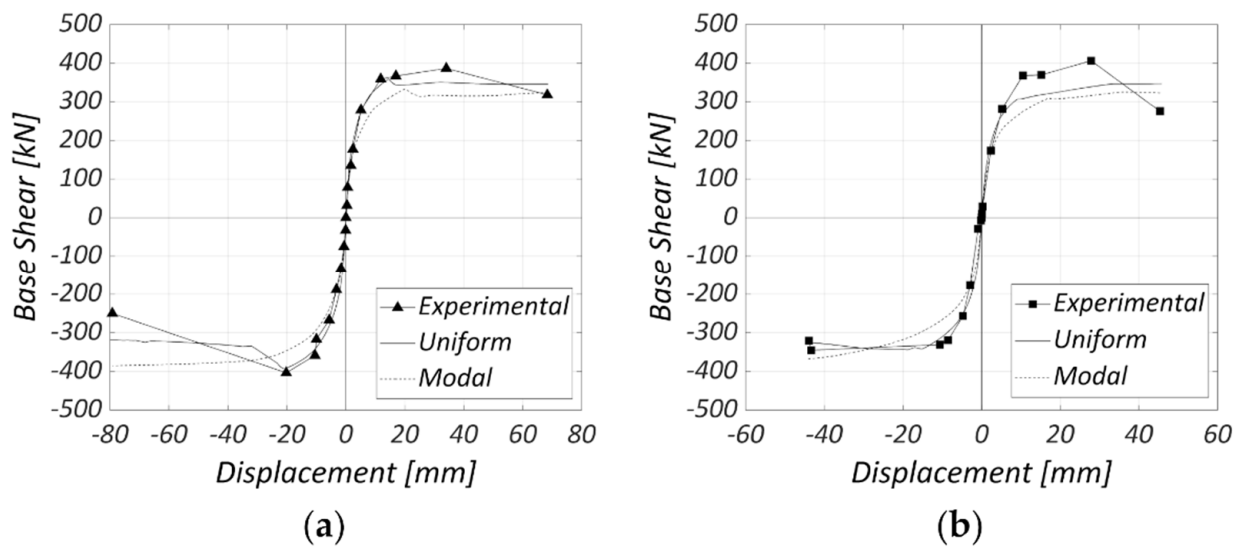 500
400
300
200
100
0
-100
-200
-300
-400
-500
Base Shear [kN]
Experimental
Uniform
Modal
-80 -60 -40 -20 0 20 40 60 80
Displacement [mm]
(a)
500
400
300
200
100
0
-100
-200
-300
-400
-500
Base Shear [kN]
Experimental
Uniform
Modal
-60 -40 -20 0 20 40 60
Displacement [mm]
(b)